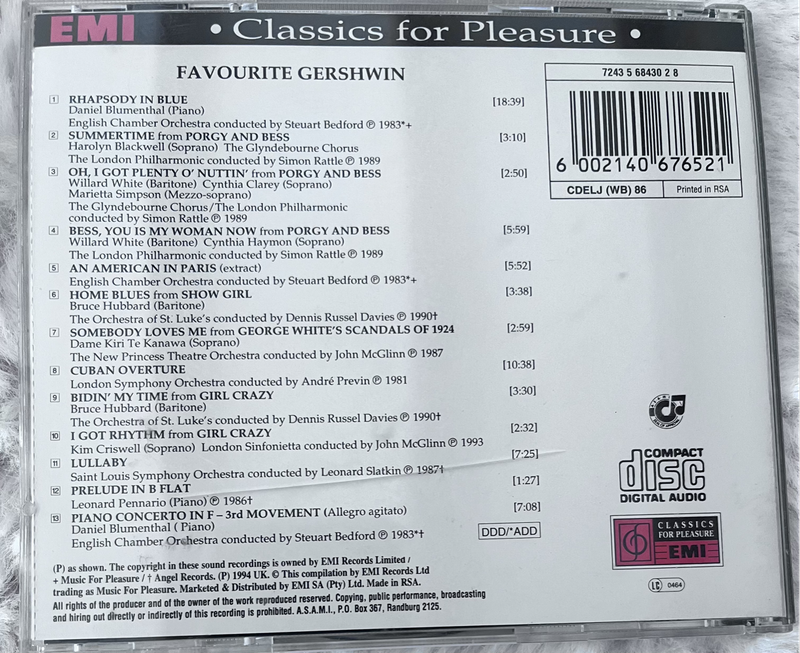 EMI • Classics for Pleasure •
FAVOURITE GERSHWIN
1 RHAPSODY IN BLUE [18:39]
Daniel Blumenthal (Piano)
English Chamber Orchestra conducted by Steuart Bedford ℗ 1983*+
2 SUMMERTIME from PORGY AND BESS [3:10]
Harolyn Blackwell (Soprano) The Glyndebourne Chorus
The London Philharmonic conducted by Simon Rattle ℗ 1989
3 OH, I GOT PLENTY O' NUTTIN' from PORGY AND BESS [2:50]
Willard White (Baritone) Cynthia Clarey (Soprano)
Marietta Simpson (Mezzo-soprano)
The Glyndebourne Chorus/The London Philharmonic
conducted by Simon Rattle ℗ 1989
4 BESS, YOU IS MY WOMAN NOW from PORGY AND BESS [5:59]
Willard White (Baritone) Cynthia Haymon (Soprano)
The London Philharmonic conducted by Simon Rattle ℗ 1989
5 AN AMERICAN IN PARIS (extract) [5:52]
English Chamber Orchestra conducted by Steuart Bedford ℗ 1983*+
6 HOME BLUES from SHOW GIRL [3:38]
Bruce Hubbard (Baritone)
The Orchestra of St. Luke's conducted by Dennis Russel Davies ℗ 1990†
7 SOMEBODY LOVES ME from GEORGE WHITE'S SCANDALS OF 1924 [2:59]
Dame Kiri Te Kanawa (Soprano)
The New Princess Theatre Orchestra conducted by John McGlinn ℗ 1987
8 CUBAN OVERTURE [10:38]
London Symphony Orchestra conducted by André Previn ℗ 1981
9 BIDIN' MY TIME from GIRL CRAZY [3:30]
Bruce Hubbard (Baritone)
The Orchestra of St. Luke's conducted by Dennis Russel Davies ℗ 1990†
10 I GOT RHYTHM from GIRL CRAZY [2:32]
Kim Criswell (Soprano) London Sinfonietta conducted by John McGlinn ℗ 1993
11 LULLABY [7:25]
Saint Louis Symphony Orchestra conducted by Leonard Slatkin ℗ 1987†
12 PRELUDE IN B FLAT [1:27]
Leonard Pennario (Piano) ℗ 1986†
13 PIANO CONCERTO IN F – 3rd MOVEMENT (Allegro agitato) [7:08]
Daniel Blumenthal ( Piano)
English Chamber Orchestra conducted by Steuart Bedford ℗ 1983*†
DDD/*ADD
(P) as shown. The copyright in these sound recordings is owned by EMI Records Limited /
+ Music For Pleasure / † Angel Records. (P) 1994 UK. © This compilation by EMI Records Ltd
trading as Music For Pleasure. Marketed & Distributed by EMI SA (Pty) Ltd. Made in RSA.
All rights of the producer and of the owner of the work reproduced reserved. Copying, public performance, broadcasting
and hiring out directly or indirectly of this recording is prohibited. A.S.A.M.I., P.O. Box 367, Randburg 2125.
7243 5 68430 2 8
6 002140 676521
CDELJ (WB) 86 Printed in RSA
COMPACT
disc
DIGITAL AUDIO
CLASSICS
FOR PLEASURE
EMI
LC 0464